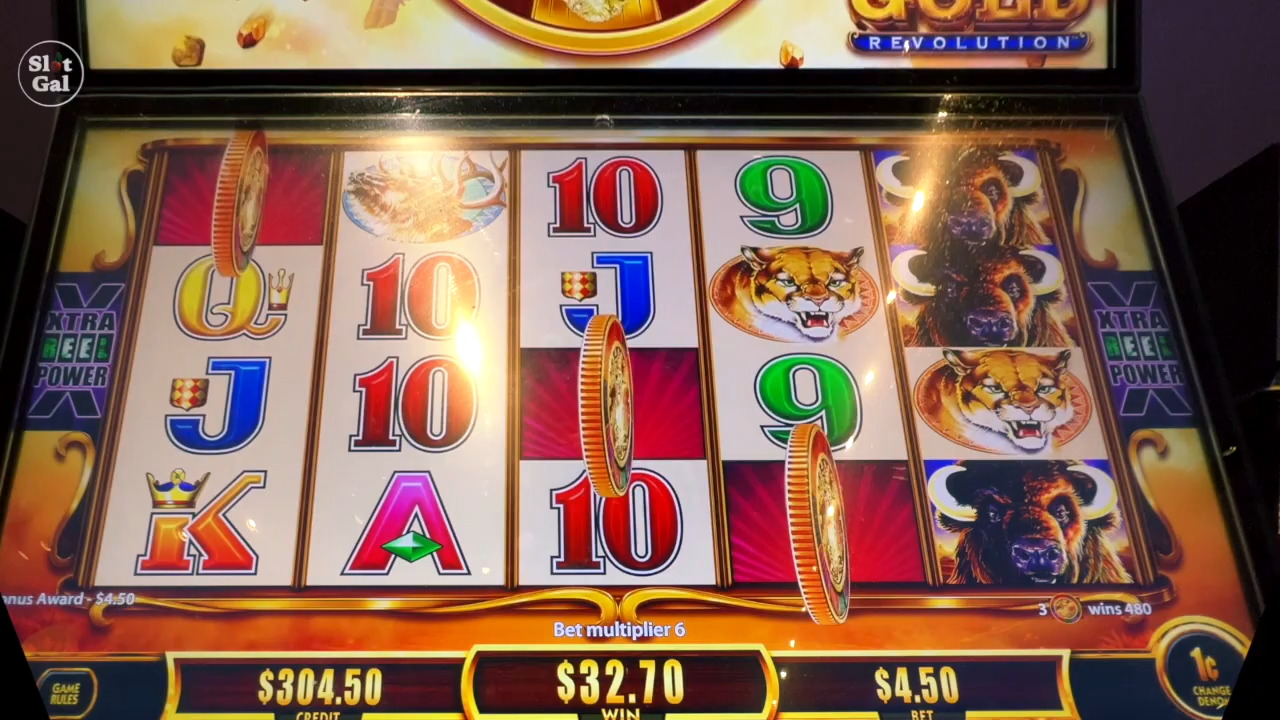 Slot
Gal
GOLD
REVOLUTION
10 9
Q 10 J
J 10 9
K A 10
XTRA
REEL
POWER
XTRA
REEL
POWER
Bonus Award - $4.50
3 wins 480
Bet multiplier 6
GAME
RULES
$304.50
CREDIT
$32.70
WIN
$4.50
BET
1¢
CHANGE
DENOM